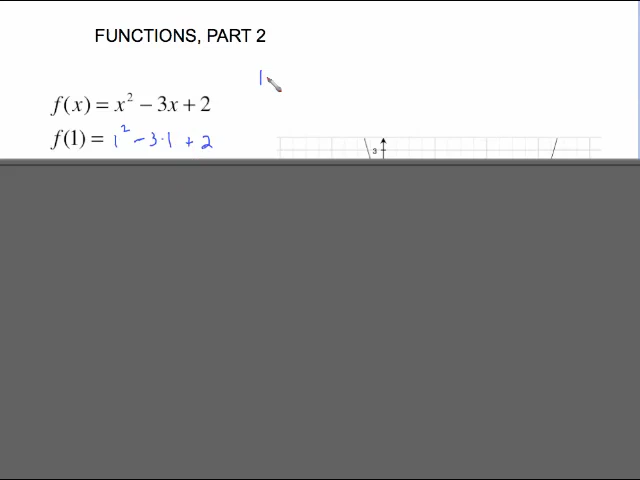 FUNCTIONS, PART 2
1
f(x) = x² − 3x + 2
f(1) = 1² − 3·1 + 2
3